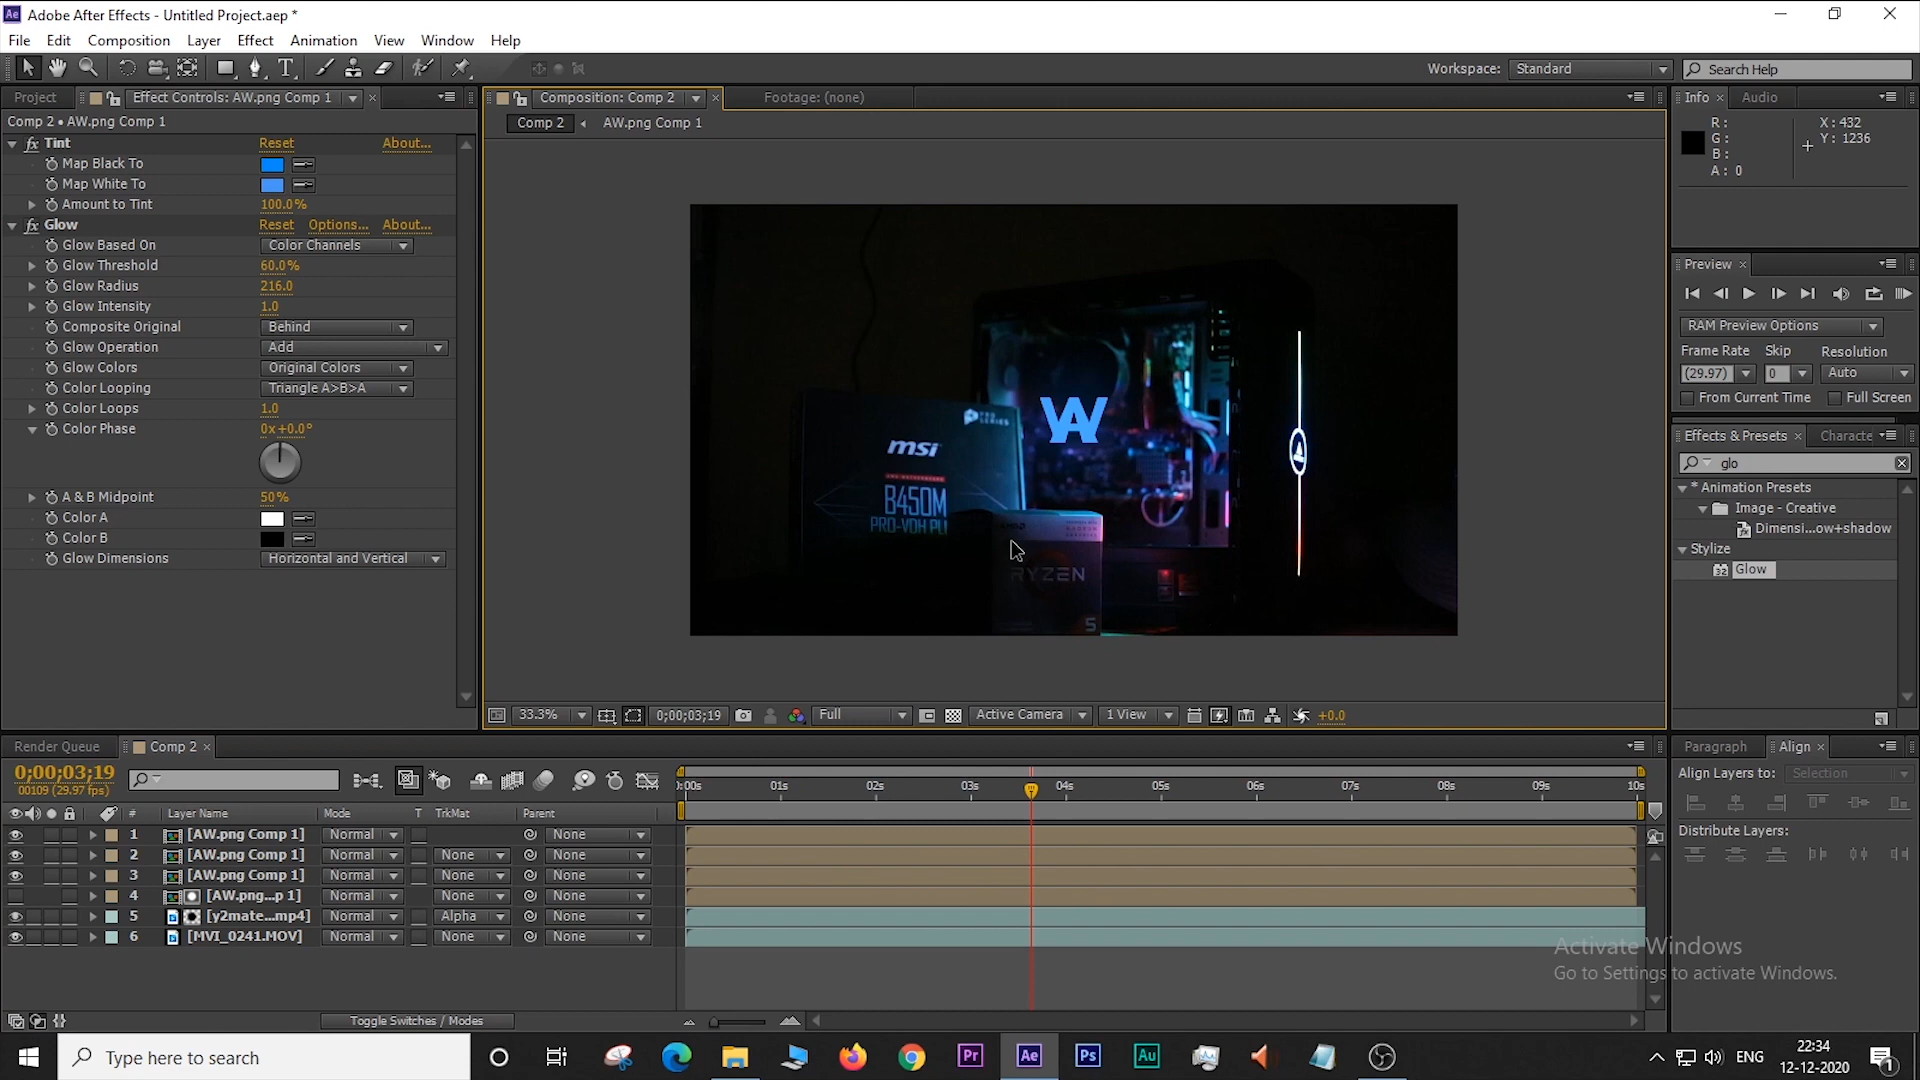 Adobe After Effects - Untitled Project.aep *
File Edit Composition Layer Effect Animation View Window Help
Workspace: Standard Search Help
Project Effect Controls: AW.png Comp 1 Composition: Comp 2 Footage: (none) Info Audio
Comp 2 • AW.png Comp 1
Comp 2 AW.png Comp 1
R: X: 432
G: Y: 1236
B:
A: 0
Tint Reset About...
Map Black To
Map White To
Amount to Tint 100.0%
Glow Reset Options... About...
Glow Based On Color Channels
Glow Threshold 60.0%
Glow Radius 216.0
Glow Intensity 1.0
Composite Original Behind
Glow Operation Add
Glow Colors Original Colors
Color Looping Triangle A>B>A
Color Loops 1.0
Color Phase 0x+0.0°
A & B Midpoint 50%
Color A
Color B
Glow Dimensions Horizontal and Vertical
PRO
SERIES
msi
B450M
PRO-VDH PLU
AW
AMD
RYZEN
5
Preview
RAM Preview Options
Frame Rate Skip Resolution
(29.97) 0 Auto
From Current Time Full Screen
Effects & Presets Characte
glo
* Animation Presets
Image - Creative
Dimensi...ow+shadow
Stylize
32 Glow
33.3% 0;00;03;19 Full Active Camera 1 View +0.0
Render Queue Comp 2
0;00;03;19
00109 (29.97 fps)
):00s 01s 02s 03s 04s 05s 06s 07s 08s 09s 10s
# Layer Name Mode T TrkMat Parent
1 [AW.png Comp 1] Normal None
2 [AW.png Comp 1] Normal None None
3 [AW.png Comp 1] Normal None None
4 [AW.png...p 1] Normal None None
5 [y2mate...mp4] Normal Alpha None
6 [MVI_0241.MOV] Normal None None
Toggle Switches / Modes
Paragraph Align
Align Layers to: Selection
Distribute Layers:
Activate Windows
Go to Settings to activate Windows.
Type here to search
Pr Ae Ps Au
ENG
22:34
12-12-2020
1